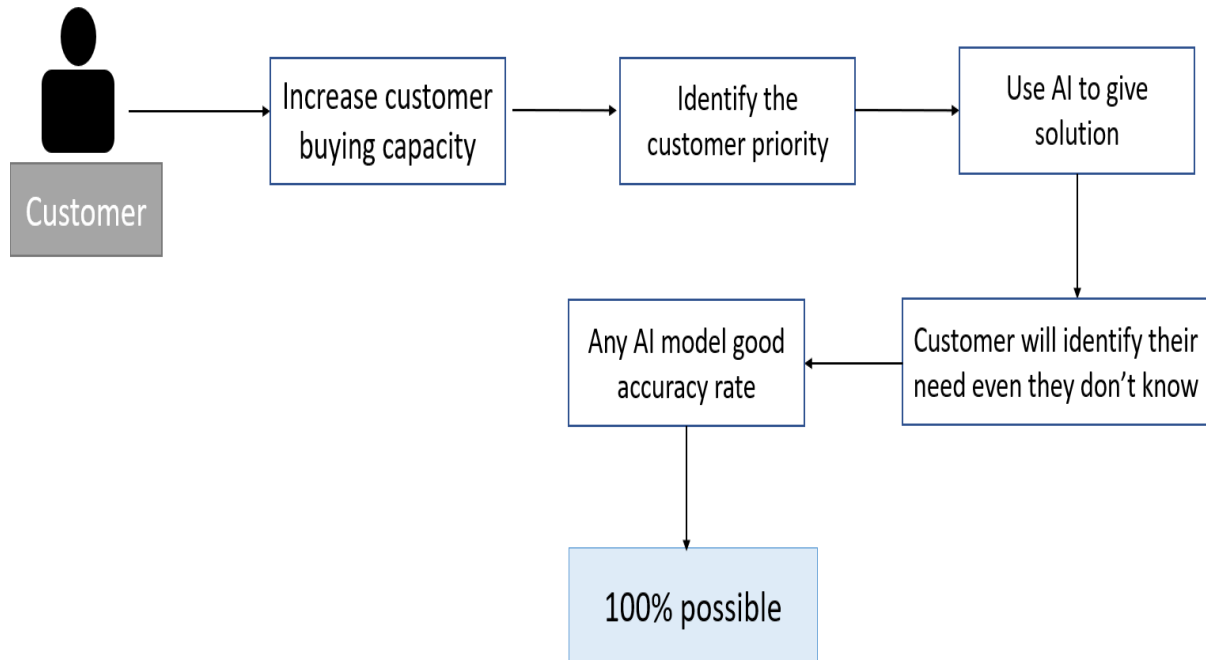 Customer
Increase customer
buying capacity
Identify the
customer priority
Use AI to give
solution
Customer will identify their
need even they don’t know
Any AI model good
accuracy rate
100% possible